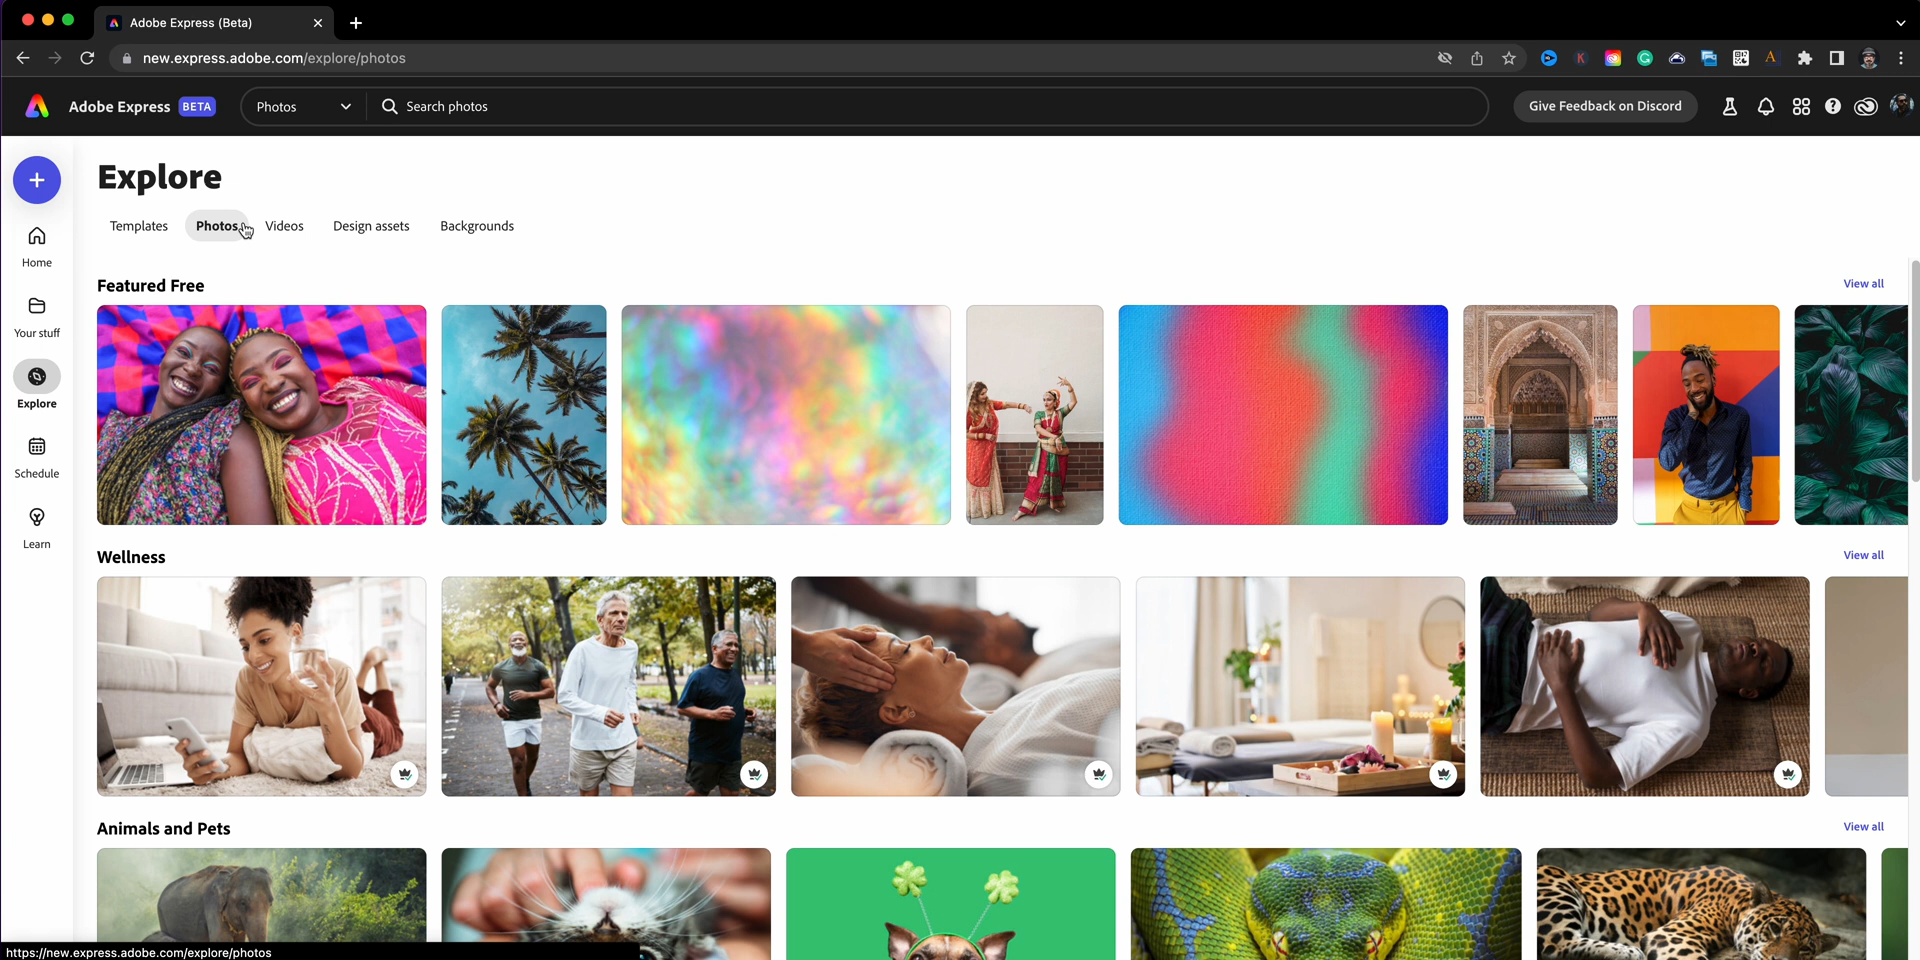 Adobe Express (Beta)
new.express.adobe.com/explore/photos
Adobe Express BETA
Photos
Search photos
Give Feedback on Discord
Explore
Templates
Photos
Videos
Design assets
Backgrounds
Home
Your stuff
Explore
Schedule
Learn
Featured Free
View all
Wellness
View all
Animals and Pets
View all
https://new.express.adobe.com/explore/photos